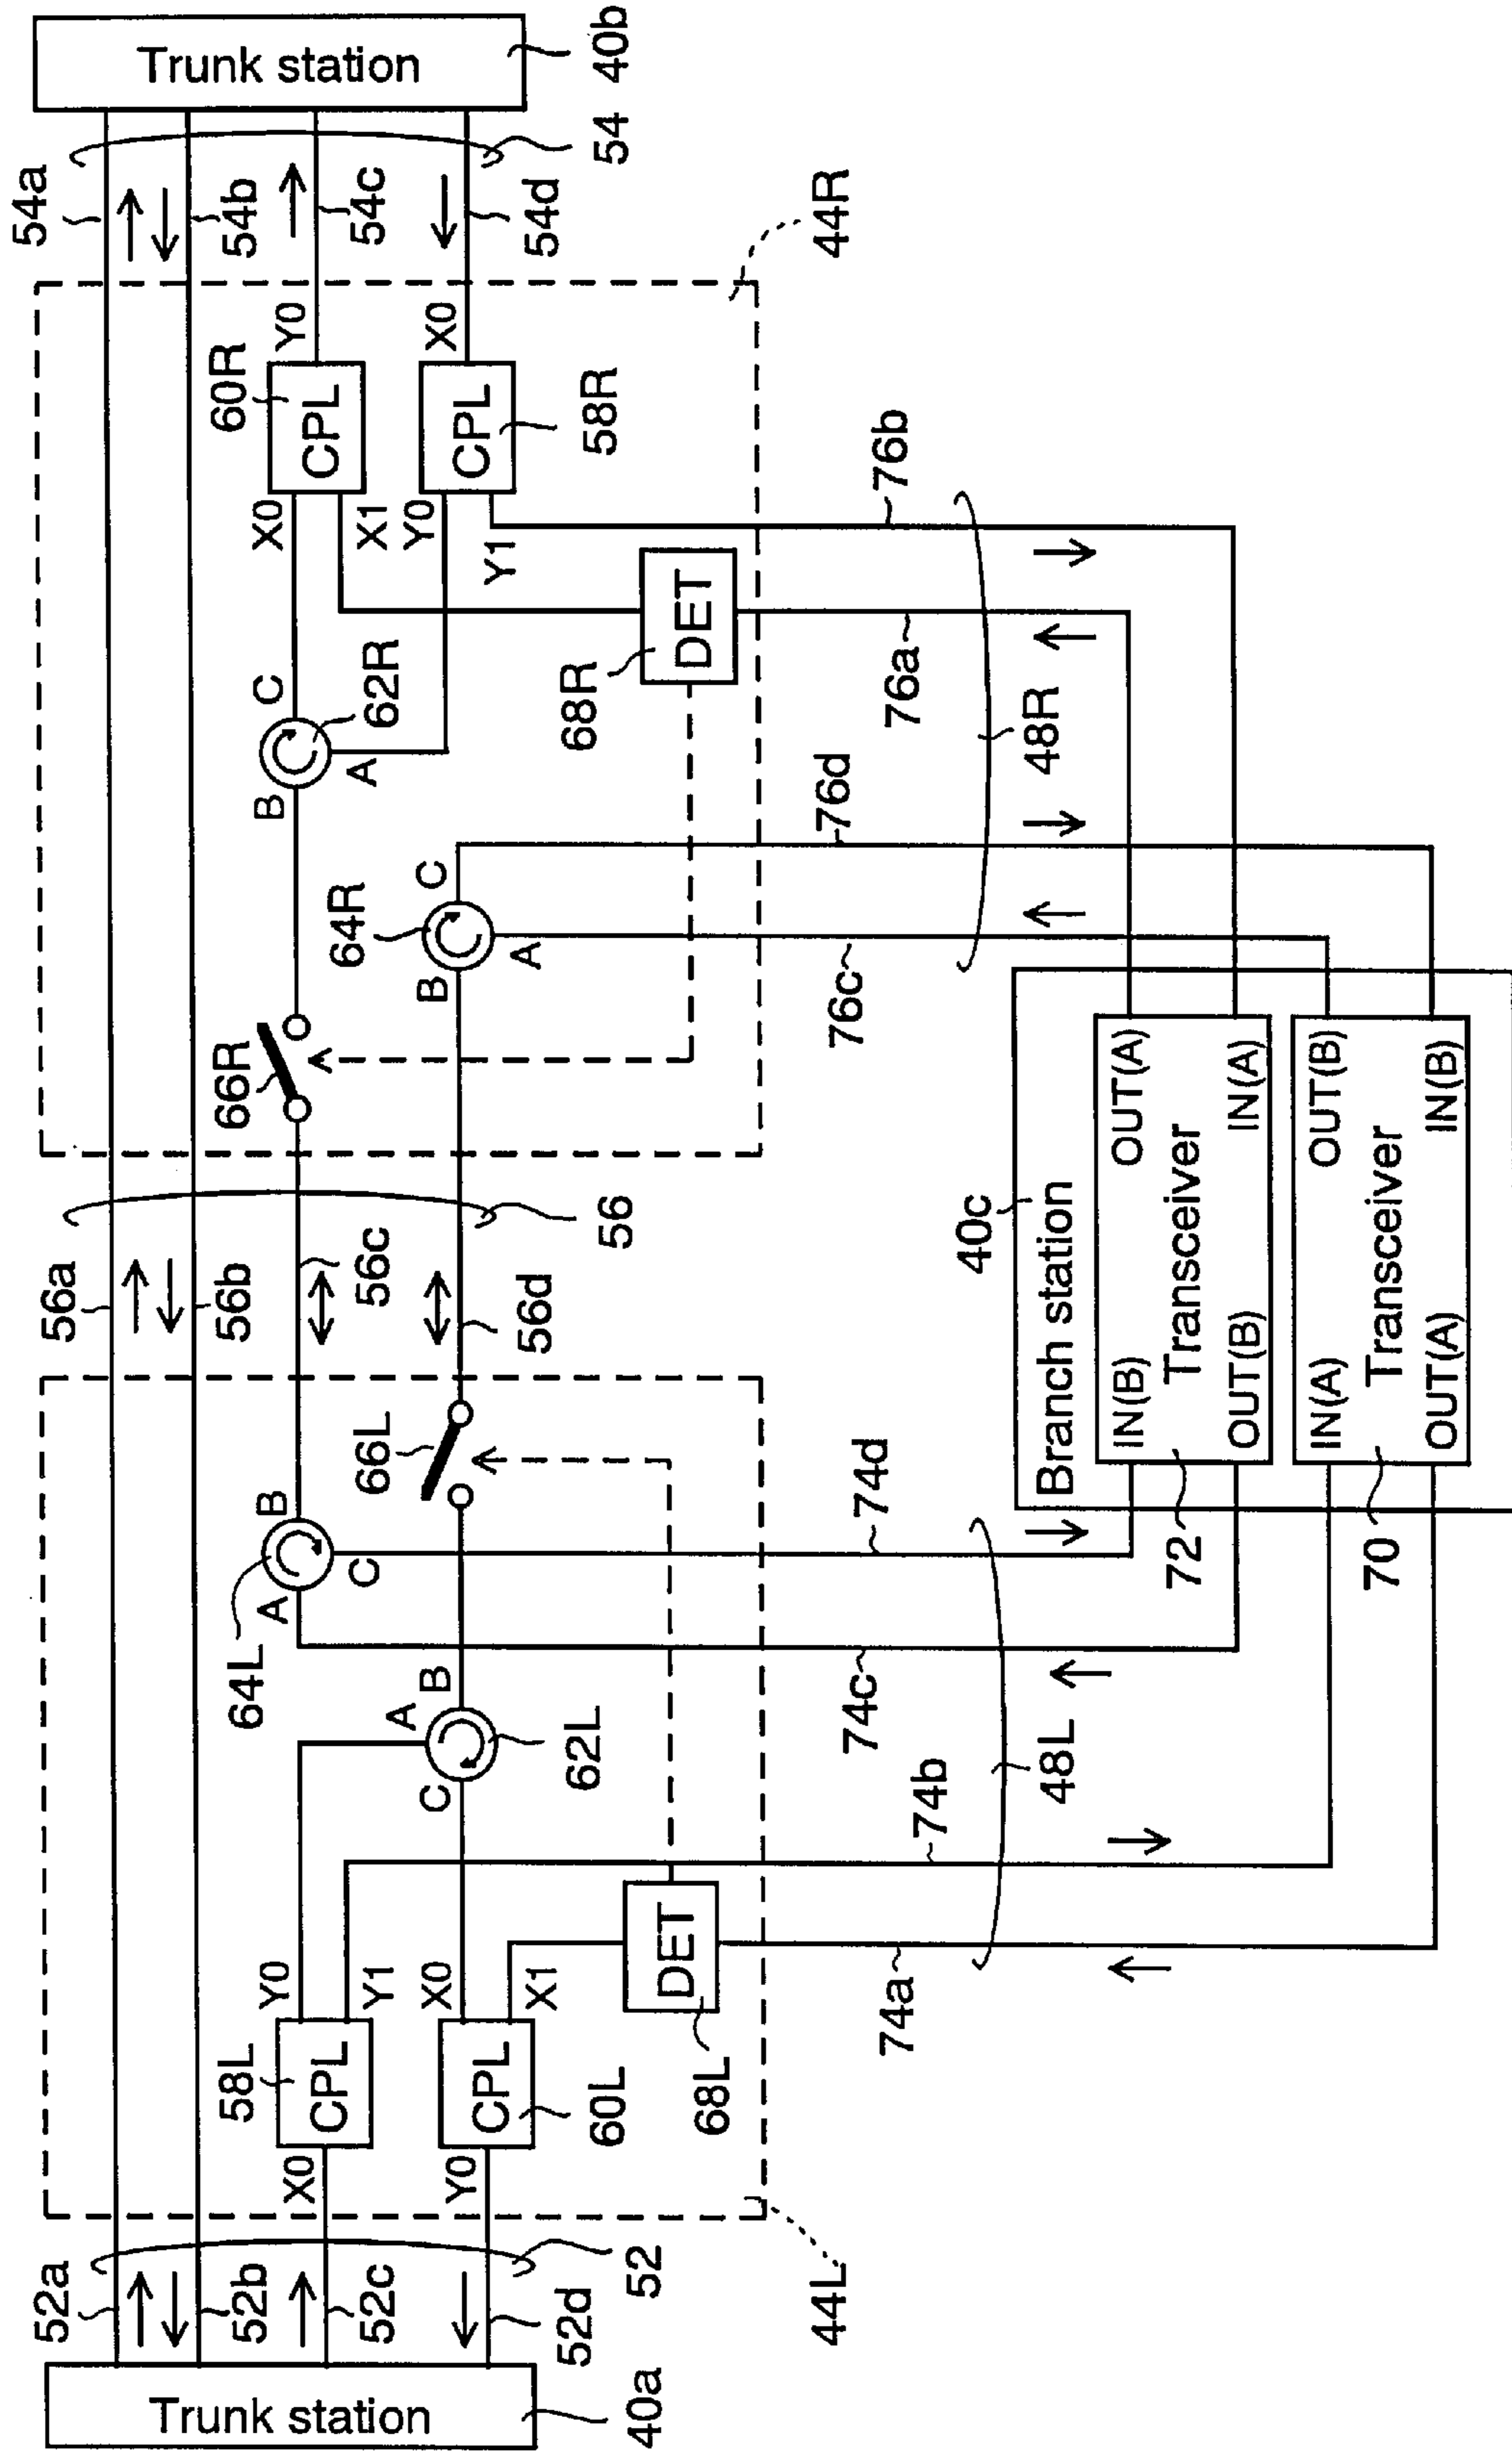 Trunk station
40b
54
54a
54b
54c
54d
44R
Y0
X0
60R
CPL
CPL
58R
X0
X1
Y0
Y1
76b
DET
68R
76a
C
62R
A
B
48R
76d
64R
C
A
B
76c
66R
56
56a
56b
56c
56d
40c
Branch station
OUT(A)
IN(A)
Transceiver
IN(B)
OUT(B)
72
OUT(B)
IN(B)
Transceiver
IN(A)
OUT(A)
70
66L
B
C
A
64L
74d
74c
A
B
C
62L
48L
74b
74a
DET
68L
Y0
Y1
X0
X1
58L
CPL
CPL
60L
X0
Y0
44L
52
52a
52b
52c
52d
Trunk station
40a